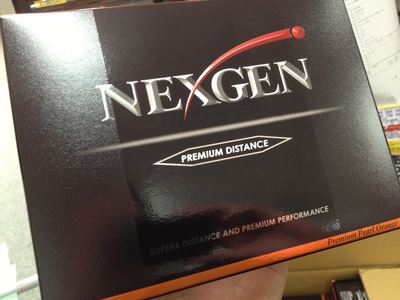 NEXGEN
PREMIUM DISTANCE
SUPERB DISTANCE AND PREMIUM PERFORMANCE
Premium Pearl Orange